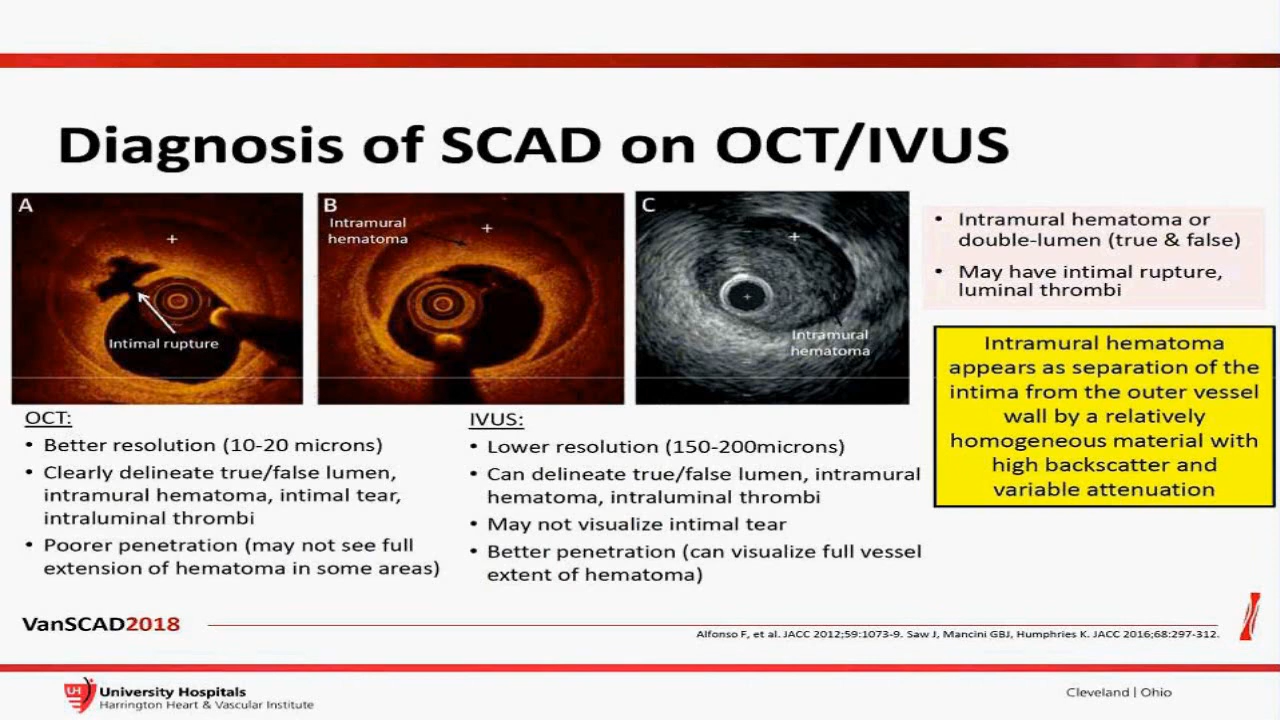 Diagnosis of SCAD on OCT/IVUS
A
Intimal rupture
B
Intramural
hematoma
C
Intramural
hematoma
• Intramural hematoma or
double-lumen (true & false)
• May have intimal rupture,
luminal thrombi
Intramural hematoma
appears as separation of the
intima from the outer vessel
wall by a relatively
homogeneous material with
high backscatter and
variable attenuation
OCT:
• Better resolution (10-20 microns)
• Clearly delineate true/false lumen,
intramural hematoma, intimal tear,
intraluminal thrombi
• Poorer penetration (may not see full
extension of hematoma in some areas)
IVUS:
• Lower resolution (150-200microns)
• Can delineate true/false lumen, intramural
hematoma, intraluminal thrombi
• May not visualize intimal tear
• Better penetration (can visualize full vessel
extent of hematoma)
VanSCAD2018
Alfonso F, et al. JACC 2012;59:1073-9. Saw J, Mancini GBJ, Humphries K. JACC 2016;68:297-312.
UH
University Hospitals
Harrington Heart & Vascular Institute
Cleveland | Ohio